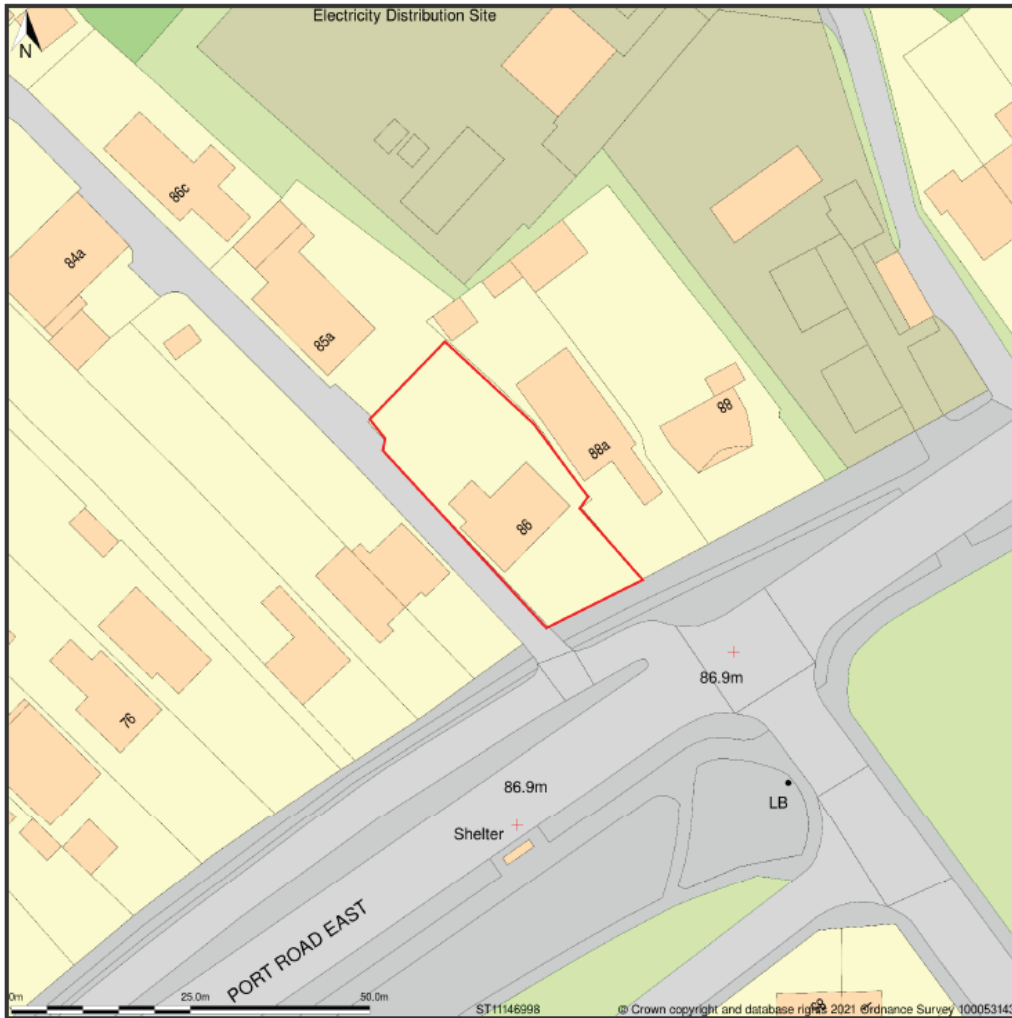 Electricity Distribution Site
N
86c
84a
85a
88
88a
86
76
86.9m
86.9m
LB
Shelter
PORT ROAD EAST
0m
25.0m
50.0m
ST11146998
© Crown copyright and database rights 2021 Ordnance Survey 100053143